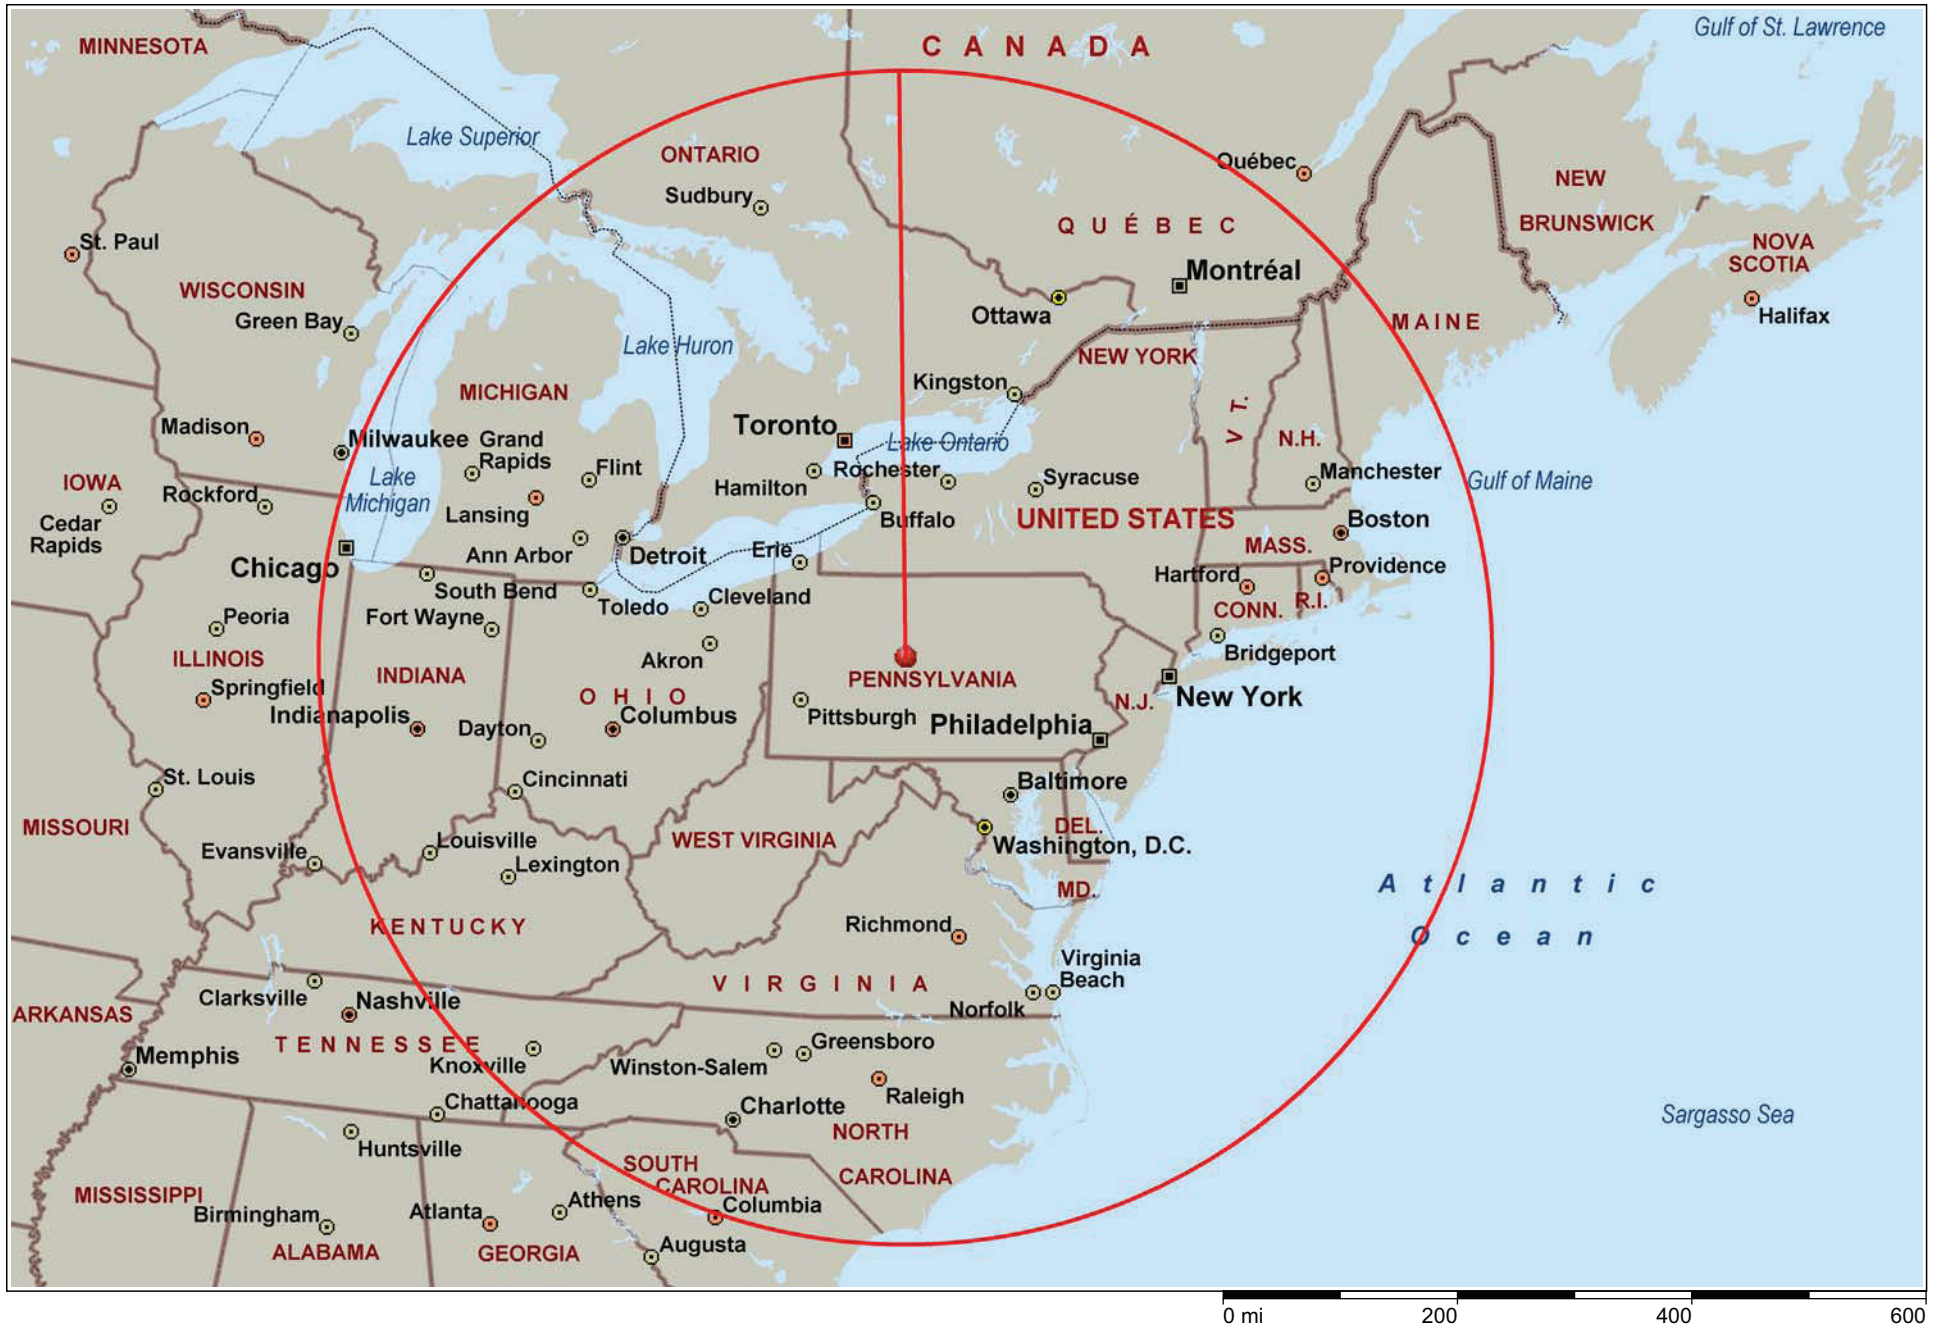 Gulf of St. Lawrence
MINNESOTA
CANADA
Lake Superior
ONTARIO
Québec
Sudbury
NEW
BRUNSWICK
QUÉBEC
St. Paul
NOVA
SCOTIA
Montréal
WISCONSIN
Green Bay
Ottawa
Halifax
MAINE
Lake Huron
NEW YORK
Kingston
MICHIGAN
V T.
Madison
Milwaukee
Grand
Rapids
Toronto
Lake Ontario
N.H.
Flint
Rochester
Syracuse
Manchester
Gulf of Maine
IOWA
Rockford
Lake
Michigan
Hamilton
Lansing
Buffalo
UNITED STATES
Boston
Cedar
Rapids
Ann Arbor
Detroit
Erie
MASS.
Chicago
Hartford
Providence
South Bend
Toledo
Cleveland
CONN.
R.I.
Peoria
Fort Wayne
Akron
Bridgeport
ILLINOIS
INDIANA
PENNSYLVANIA
Springfield
OHIO
N.J.
New York
Indianapolis
Dayton
Columbus
Pittsburgh
Philadelphia
St. Louis
Cincinnati
Baltimore
MISSOURI
WEST VIRGINIA
DEL.
Evansville
Louisville
Washington, D.C.
Lexington
MD.
Atlantic
Ocean
KENTUCKY
Richmond
Virginia
Beach
VIRGINIA
Clarksville
Nashville
Norfolk
ARKANSAS
TENNESSEE
Greensboro
Memphis
Knoxville
Winston-Salem
Raleigh
Chattanooga
Charlotte
Sargasso Sea
NORTH
CAROLINA
Huntsville
SOUTH
CAROLINA
MISSISSIPPI
Birmingham
Atlanta
Athens
Columbia
ALABAMA
GEORGIA
Augusta
0 mi 200 400 600